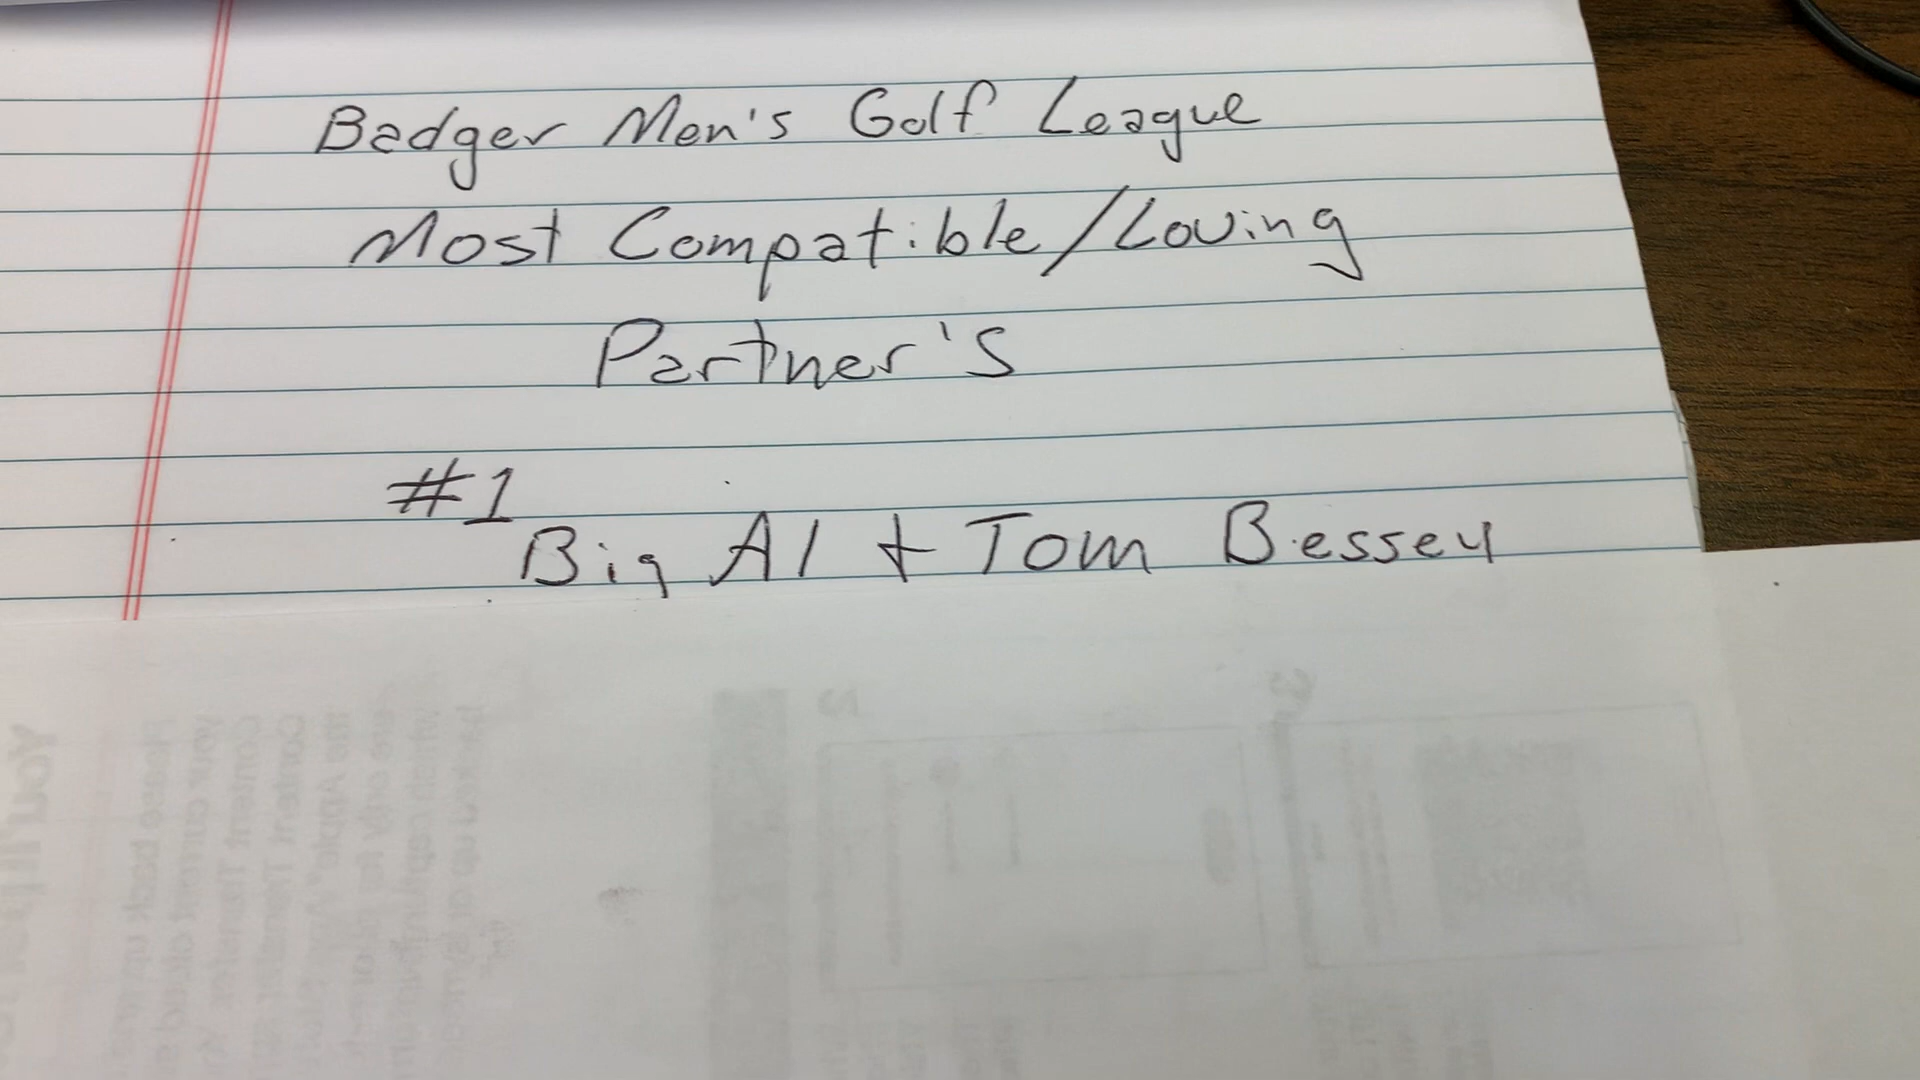 Badger Men's Golf League
Most Compatible/Loving
Partner's
#1
Big Al + Tom Bessey